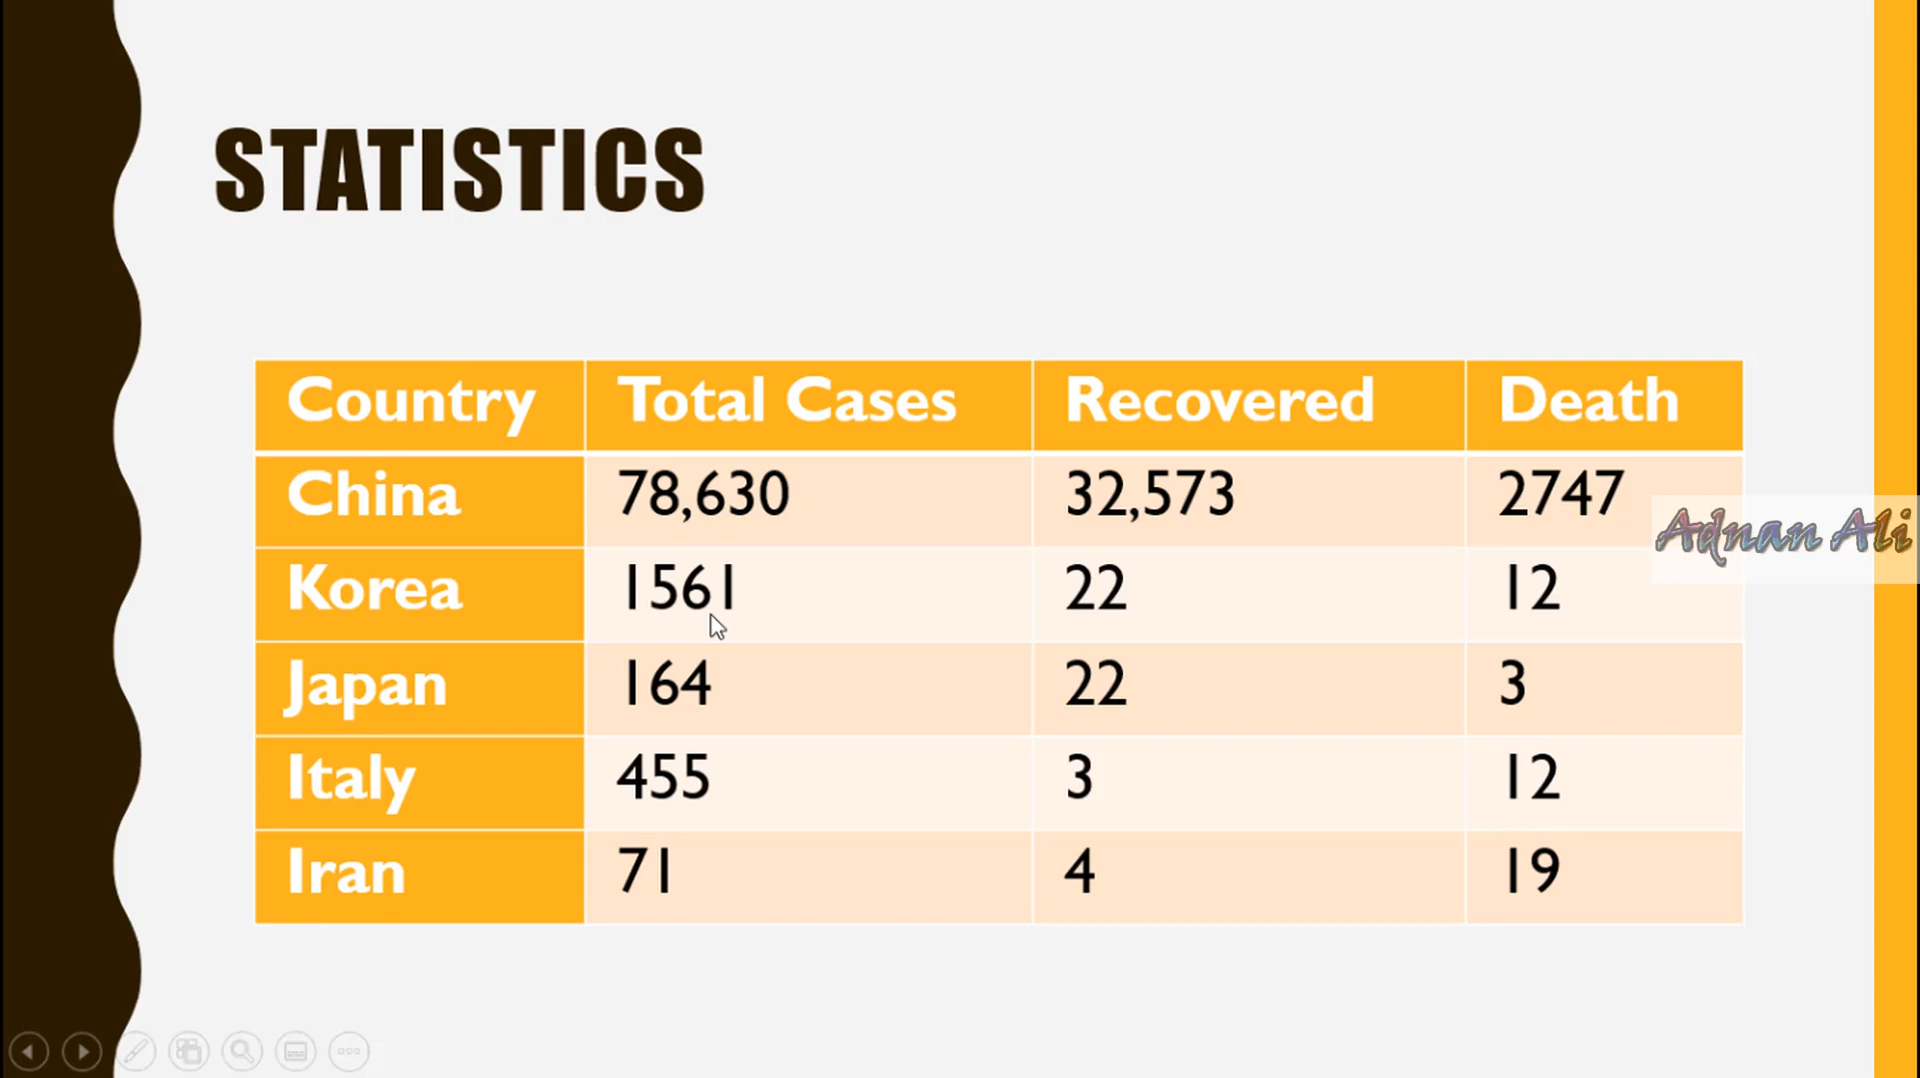 STATISTICS
Country Total Cases Recovered Death
China 78,630 32,573 2747
Adnan Ali
Korea 1561 22 12
Japan 164 22 3
Italy 455 3 12
Iran 71 4 19